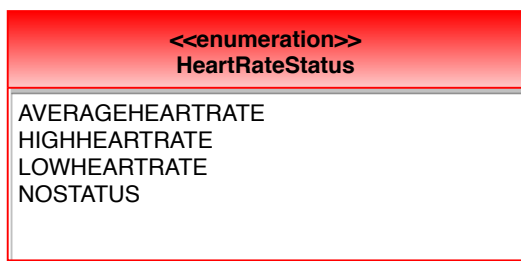 <<enumeration>>
HeartRateStatus
AVERAGEHEARTRATE
HIGHHEARTRATE
LOWHEARTRATE
NOSTATUS